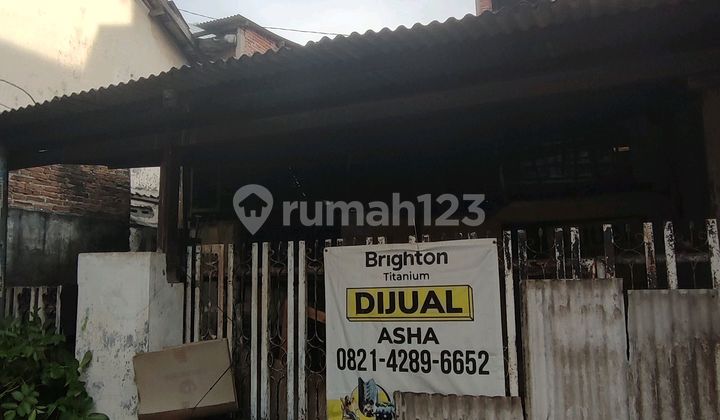 rumah123
Brighton
Titanium
DIJUAL
ASHA
0821-4289-6652